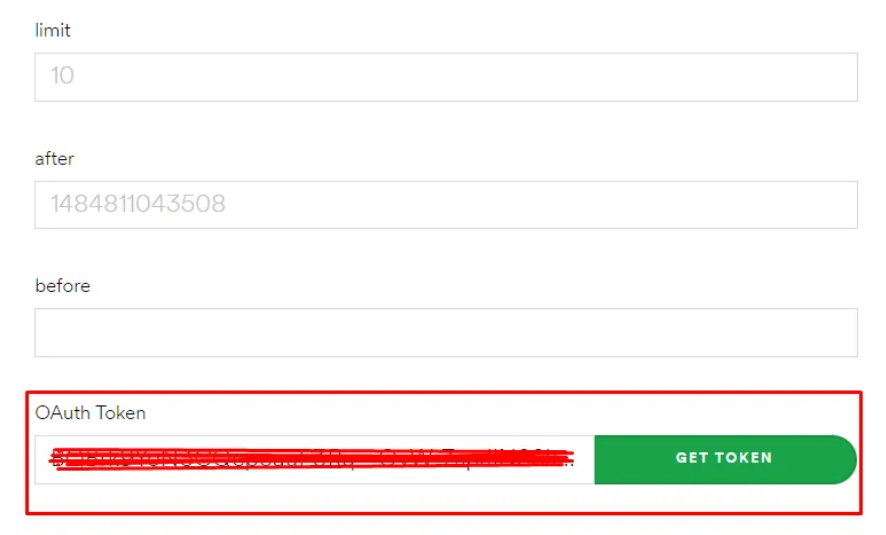 limit
10
after
1484811043508
before
OAuth Token
GET TOKEN